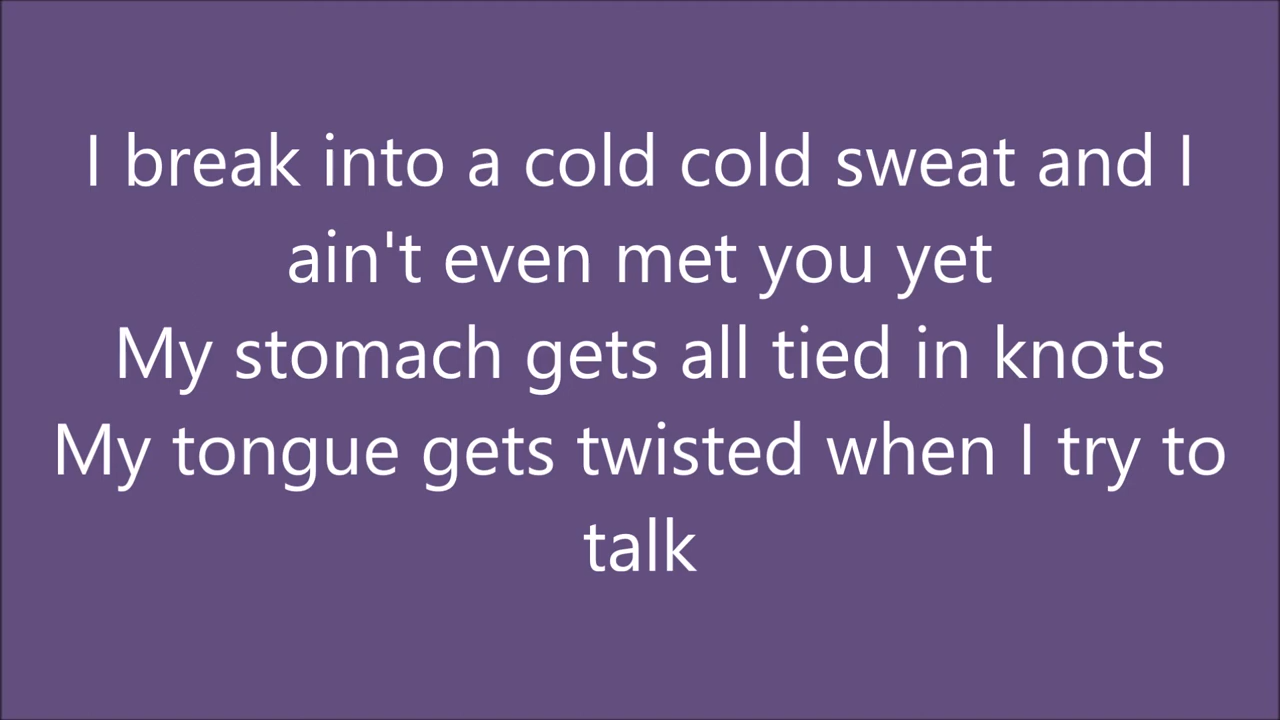 I break into a cold cold sweat and I
ain't even met you yet
My stomach gets all tied in knots
My tongue gets twisted when I try to
talk